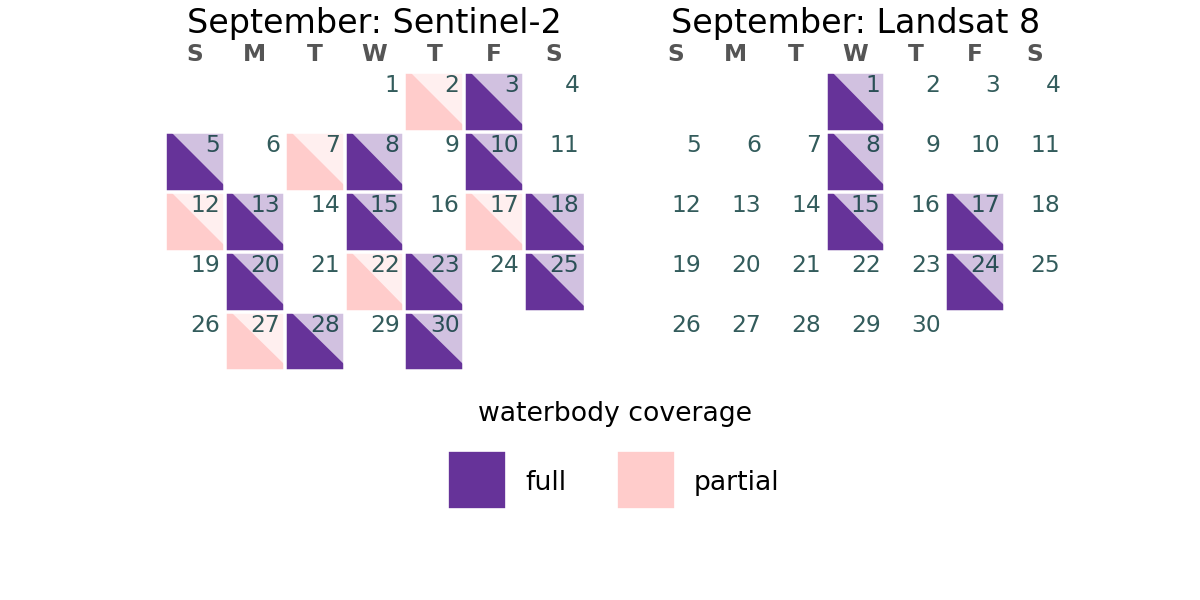 September: Sentinel-2
S M T W T F S
1 2 3 4
5 6 7 8 9 10 11
12 13 14 15 16 17 18
19 20 21 22 23 24 25
26 27 28 29 30
September: Landsat 8
S M T W T F S
1 2 3 4
5 6 7 8 9 10 11
12 13 14 15 16 17 18
19 20 21 22 23 24 25
26 27 28 29 30
waterbody coverage
full partial